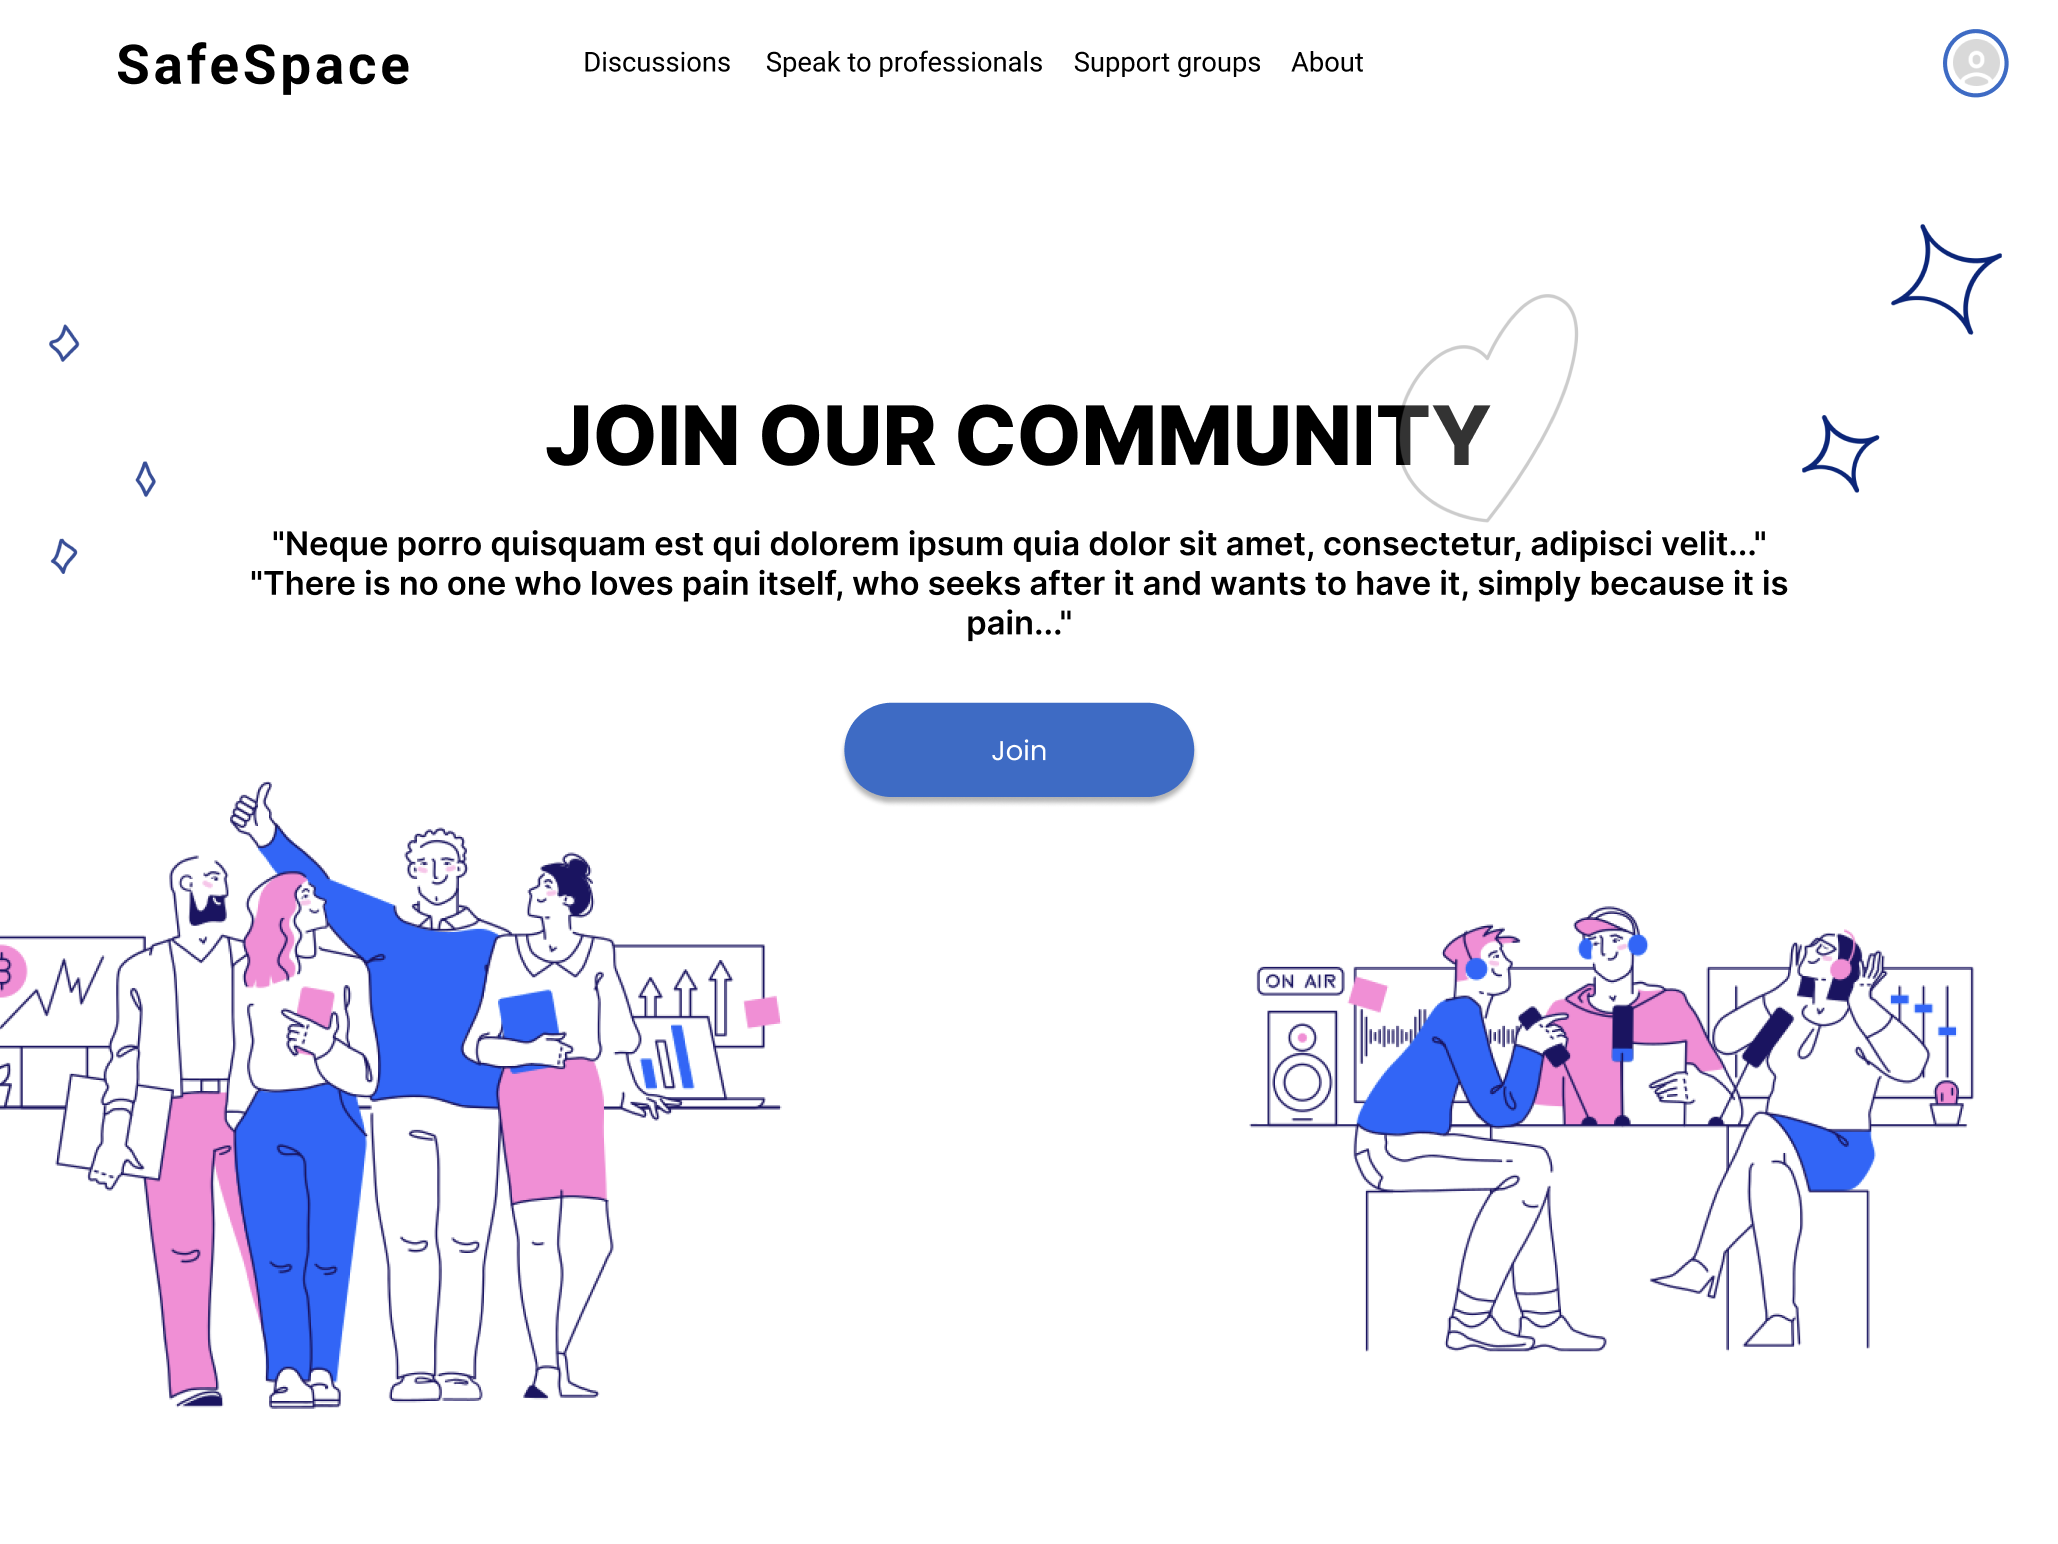 SafeSpace
Discussions
Speak to professionals
Support groups
About
JOIN OUR COMMUNITY
"Neque porro quisquam est qui dolorem ipsum quia dolor sit amet, consectetur, adipisci velit..."
"There is no one who loves pain itself, who seeks after it and wants to have it, simply because it is
pain..."
Join
ON AIR